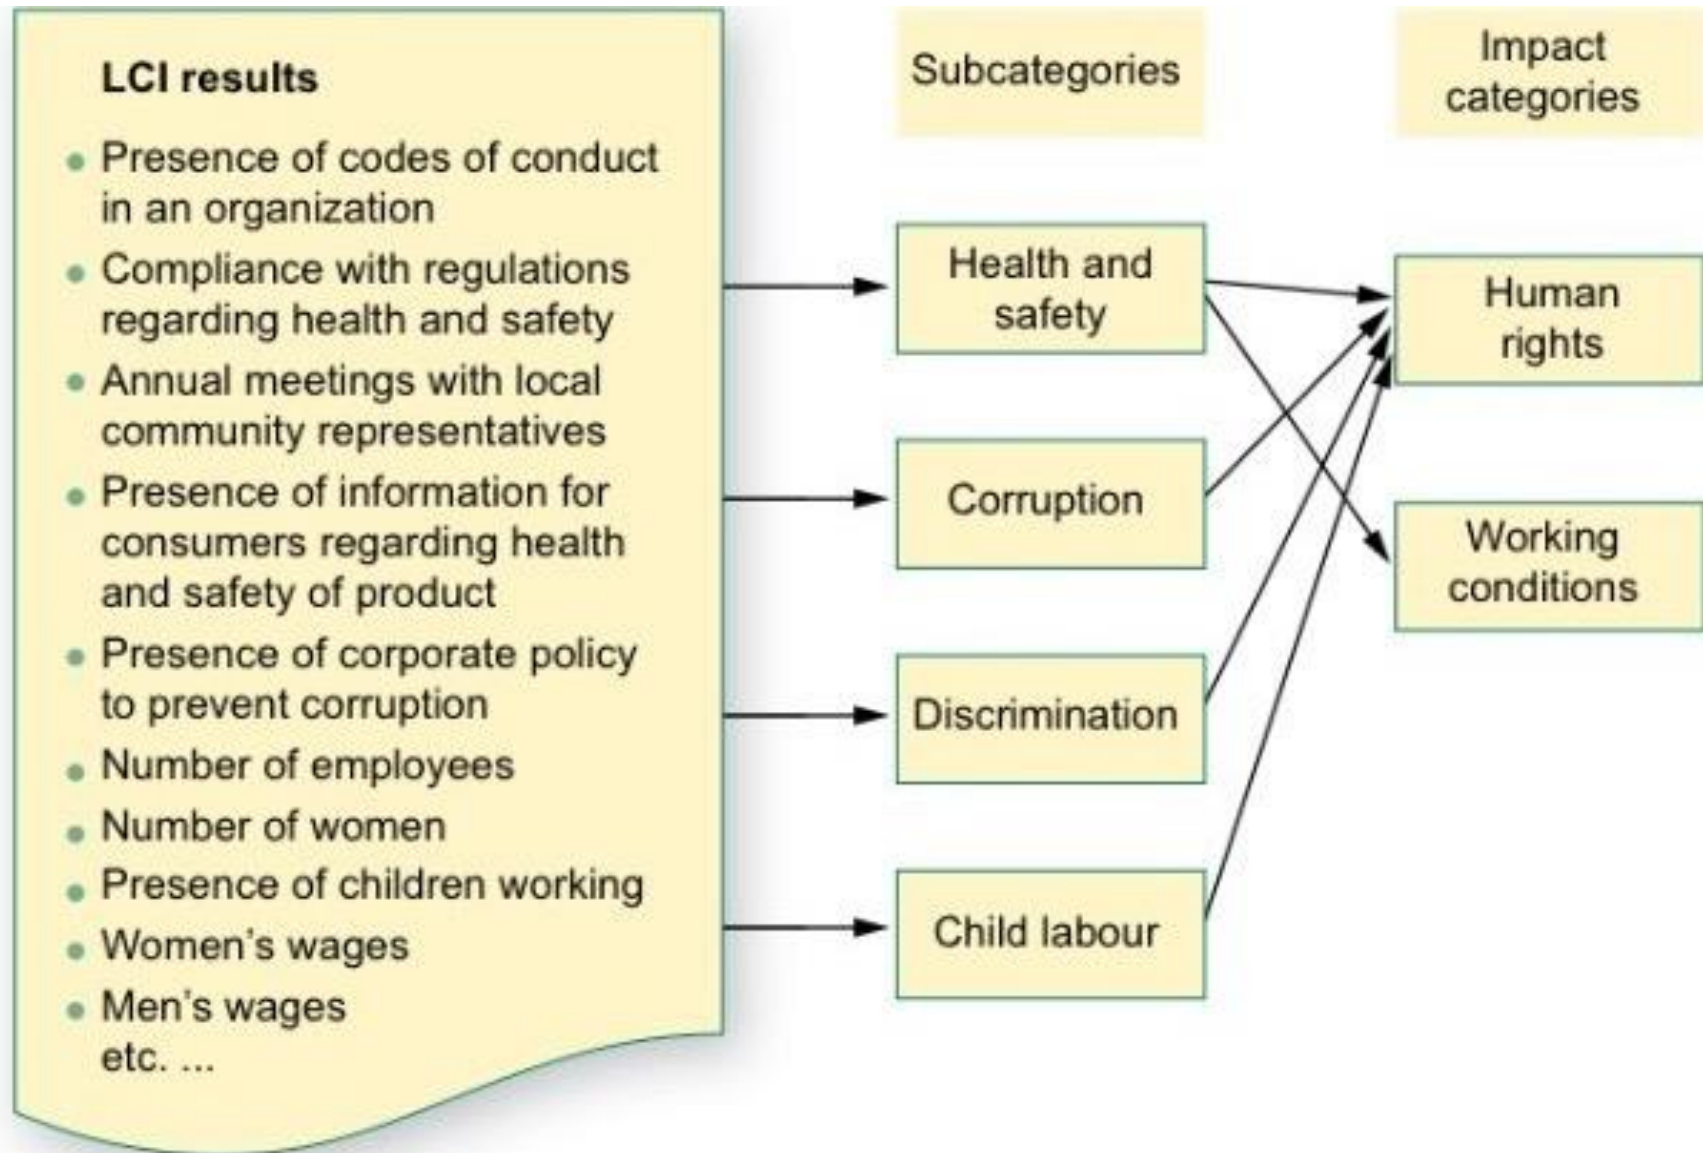 LCI results
Presence of codes of conduct
in an organization
Compliance with regulations
regarding health and safety
Annual meetings with local
community representatives
Presence of information for
consumers regarding health
and safety of product
Presence of corporate policy
to prevent corruption
Number of employees
Number of women
Presence of children working
Women's wages
Men's wages
etc. ...
Subcategories
Health and
safety
Corruption
Discrimination
Child labour
Impact
categories
Human
rights
Working
conditions